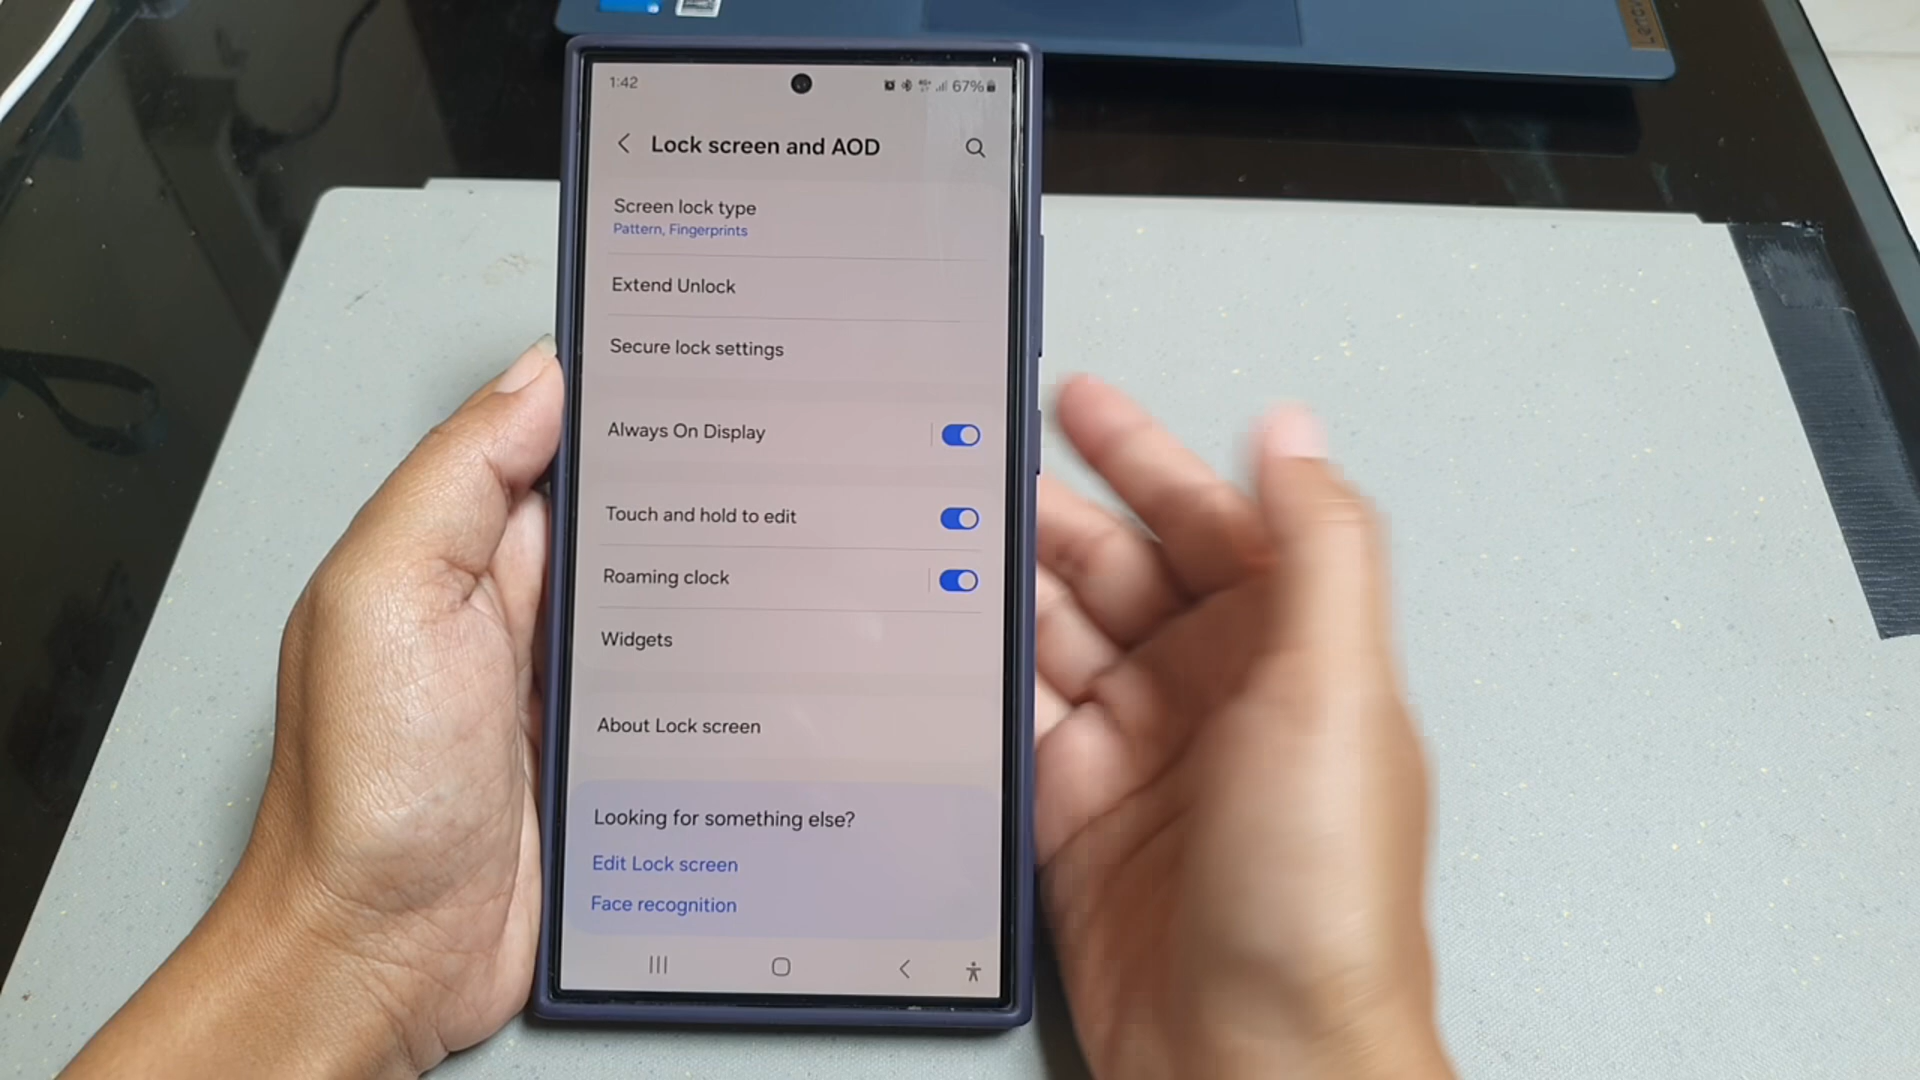 1:42
67%
Lock screen and AOD
Screen lock type
Pattern, Fingerprints
Extend Unlock
Secure lock settings
Always On Display
Touch and hold to edit
Roaming clock
Widgets
About Lock screen
Looking for something else?
Edit Lock screen
Face recognition